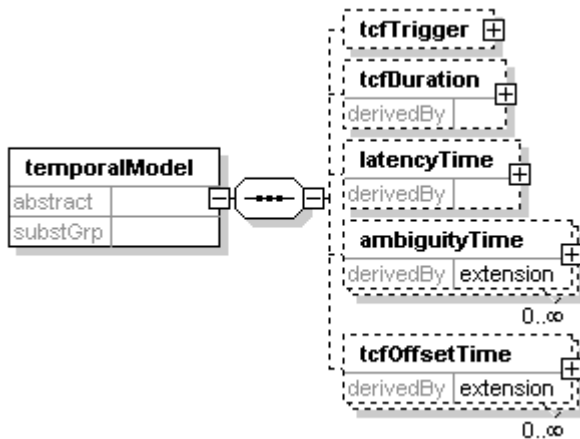 tcfTrigger
tcfDuration
derivedBy
temporalModel
abstract
substGrp
latencyTime
derivedBy
ambiguityTime
derivedBy extension
0..∞
tcfOffsetTime
derivedBy extension
0..∞